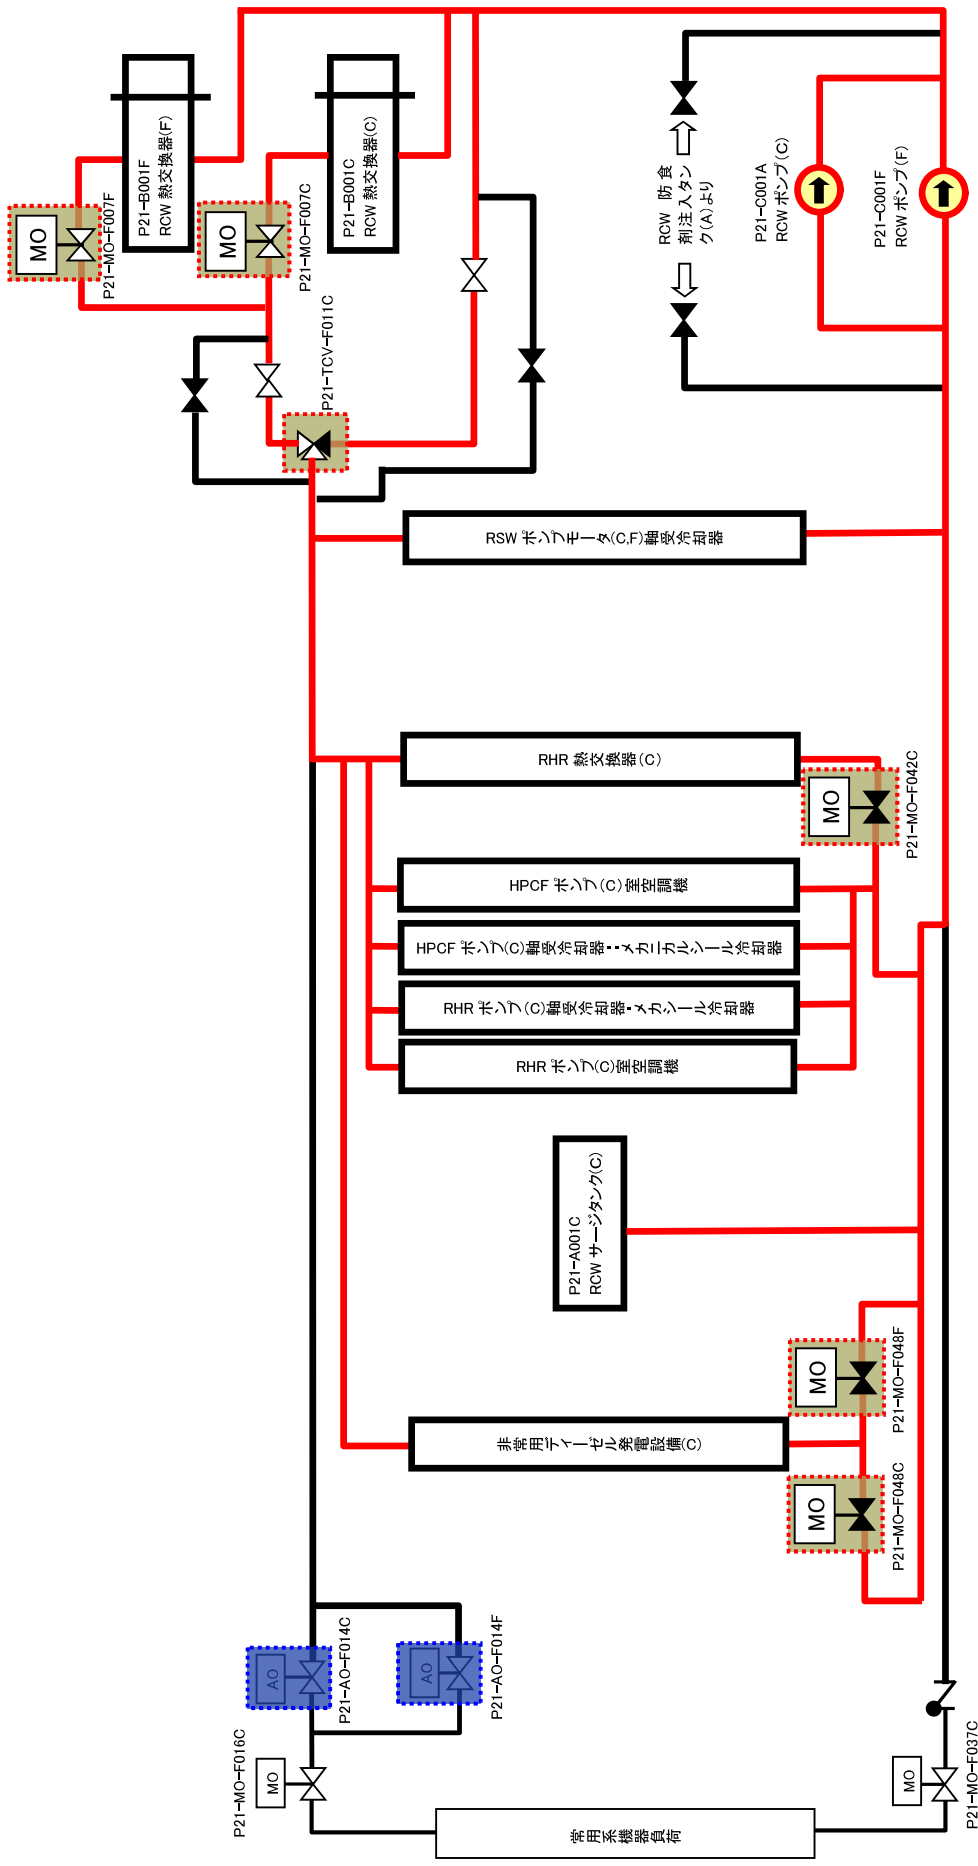 MO
P21-MO-F007F
P21-B001F
RCW 熱交換器(F)
MO
P21-MO-F007C
P21-B001C
RCW 熱交換器(C)
P21-TCV-F011C
RCW 防食
剤注入タン
ク(A)より
P21-C001A
RCW ポンプ(C)
P21-C001F
RCW ポンプ(F)
RSW ポンプモータ(C,F)軸受冷却器
RHR 熱交換器(C)
MO
P21-MO-F042C
HPCF ポンプ(C)室空調機
HPCF ポンプ(C)軸受冷却器・・メカニカルシール冷却器
RHR ポンプ(C)軸受冷却器・メカシール冷却器
RHR ポンプ(C)室空調機
P21-A001C
RCW サージタンク(C)
MO
P21-MO-F048F
非常用ディーゼル発電設備(C)
MO
P21-MO-F048C
AO
P21-AO-F014C
AO
P21-AO-F014F
P21-MO-F016C
MO
MO
P21-MO-F037C
常用系機器負荷